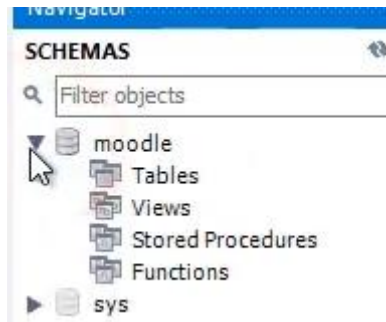 Navigator
SCHEMAS
Filter objects
moodle
Tables
Views
Stored Procedures
Functions
sys